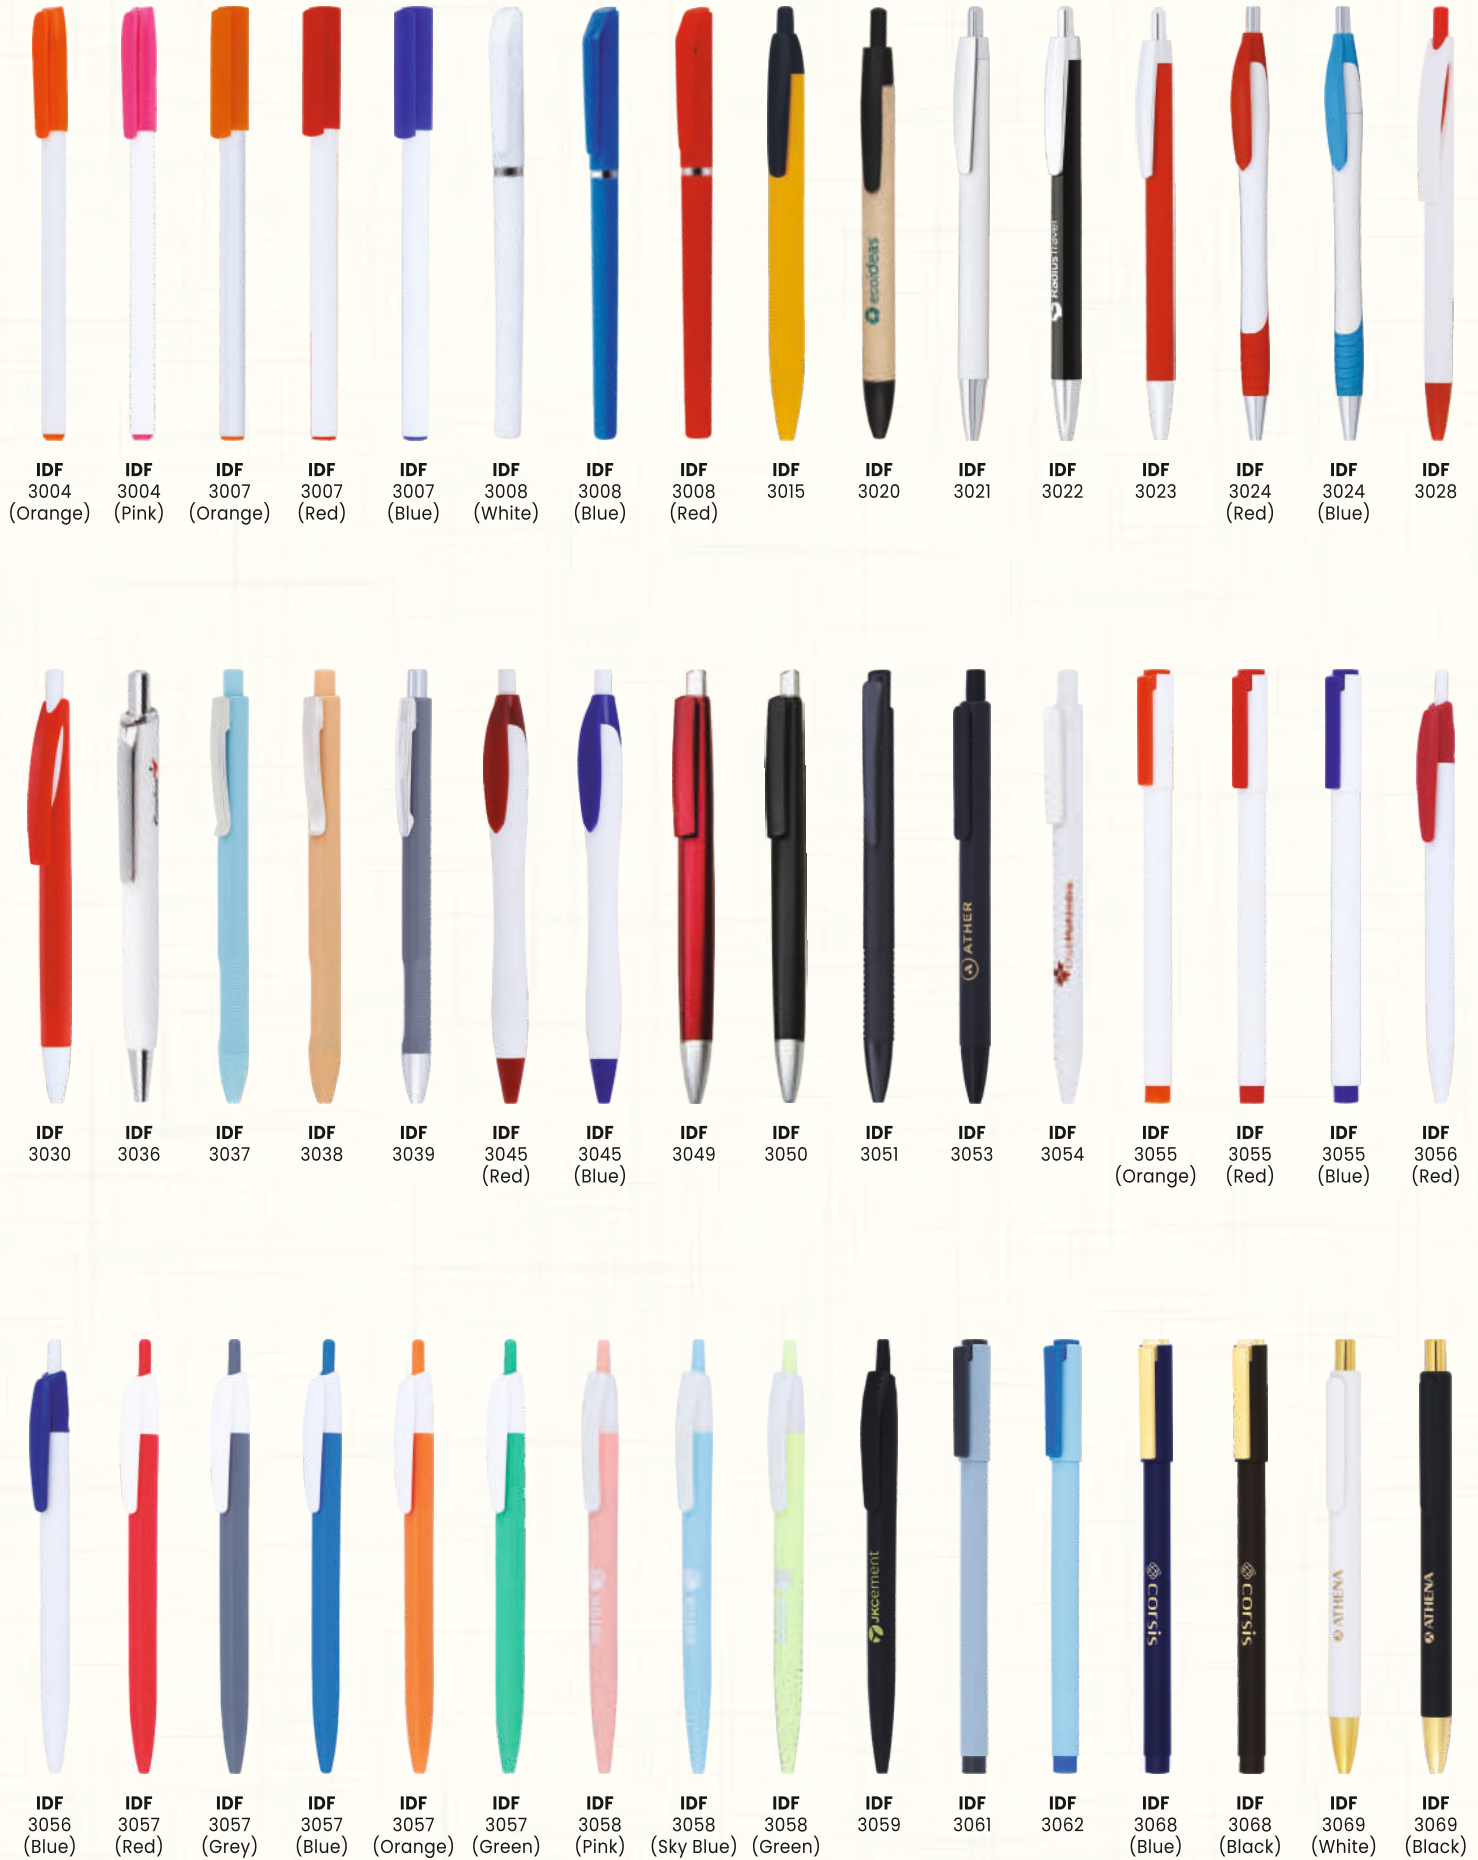 ecoideas
RadiusTravel
IDF IDF IDF IDF IDF IDF IDF IDF IDF IDF IDF IDF IDF IDF IDF IDF
3004 3004 3007 3007 3007 3008 3008 3008 3015 3020 3021 3022 3023 3024 3024 3028
(Orange) (Pink) (Orange) (Red) (Blue) (White) (Blue) (Red) (Red) (Blue)
ATHER
IDF IDF IDF IDF IDF IDF IDF IDF IDF IDF IDF IDF IDF IDF IDF IDF
3030 3036 3037 3038 3039 3045 3045 3049 3050 3051 3053 3054 3055 3055 3055 3056
(Red) (Blue) (Orange) (Red) (Blue) (Red)
JKcement
corsis
corsis
ATHENA
ATHENA
IDF IDF IDF IDF IDF IDF IDF IDF IDF IDF IDF IDF IDF IDF IDF IDF
3056 3057 3057 3057 3057 3057 3058 3058 3058 3059 3061 3062 3068 3068 3069 3069
(Blue) (Red) (Grey) (Blue) (Orange) (Green) (Pink) (Sky Blue) (Green) (Blue) (Black) (White) (Black)